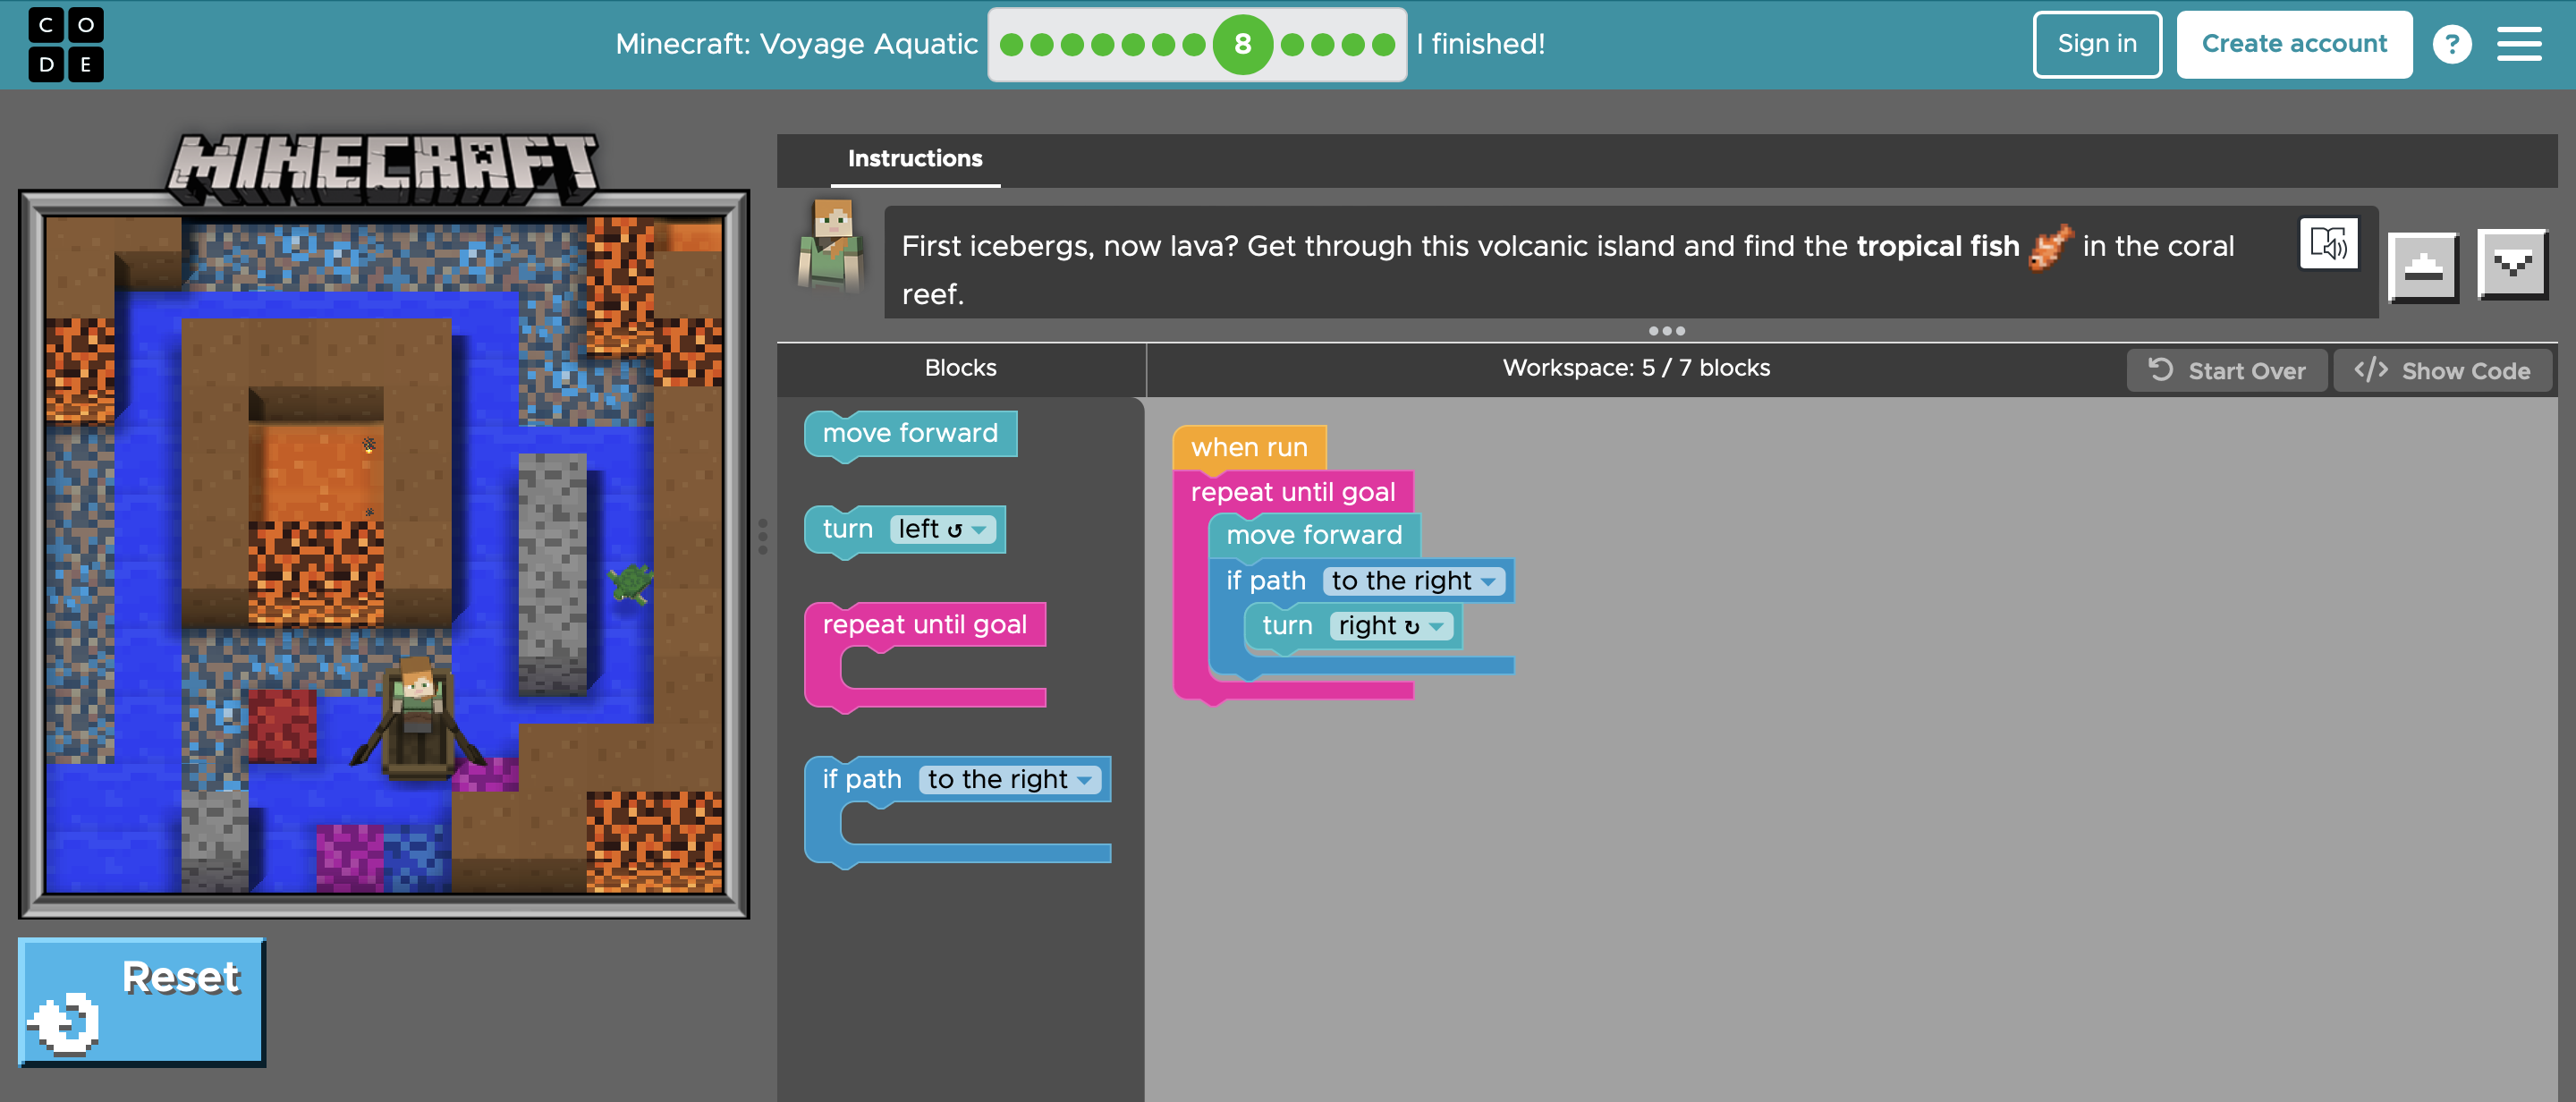 CO
DE
Minecraft: Voyage Aquatic
8
I finished!
Sign in
Create account
?
MINECRAFT
Instructions
First icebergs, now lava? Get through this volcanic island and find the tropical fish in the coral
reef.
Blocks
Workspace: 5 / 7 blocks
Start Over
</> Show Code
move forward
turn left ↺
repeat until goal
if path to the right
when run
repeat until goal
move forward
if path to the right
turn right ↻
Reset